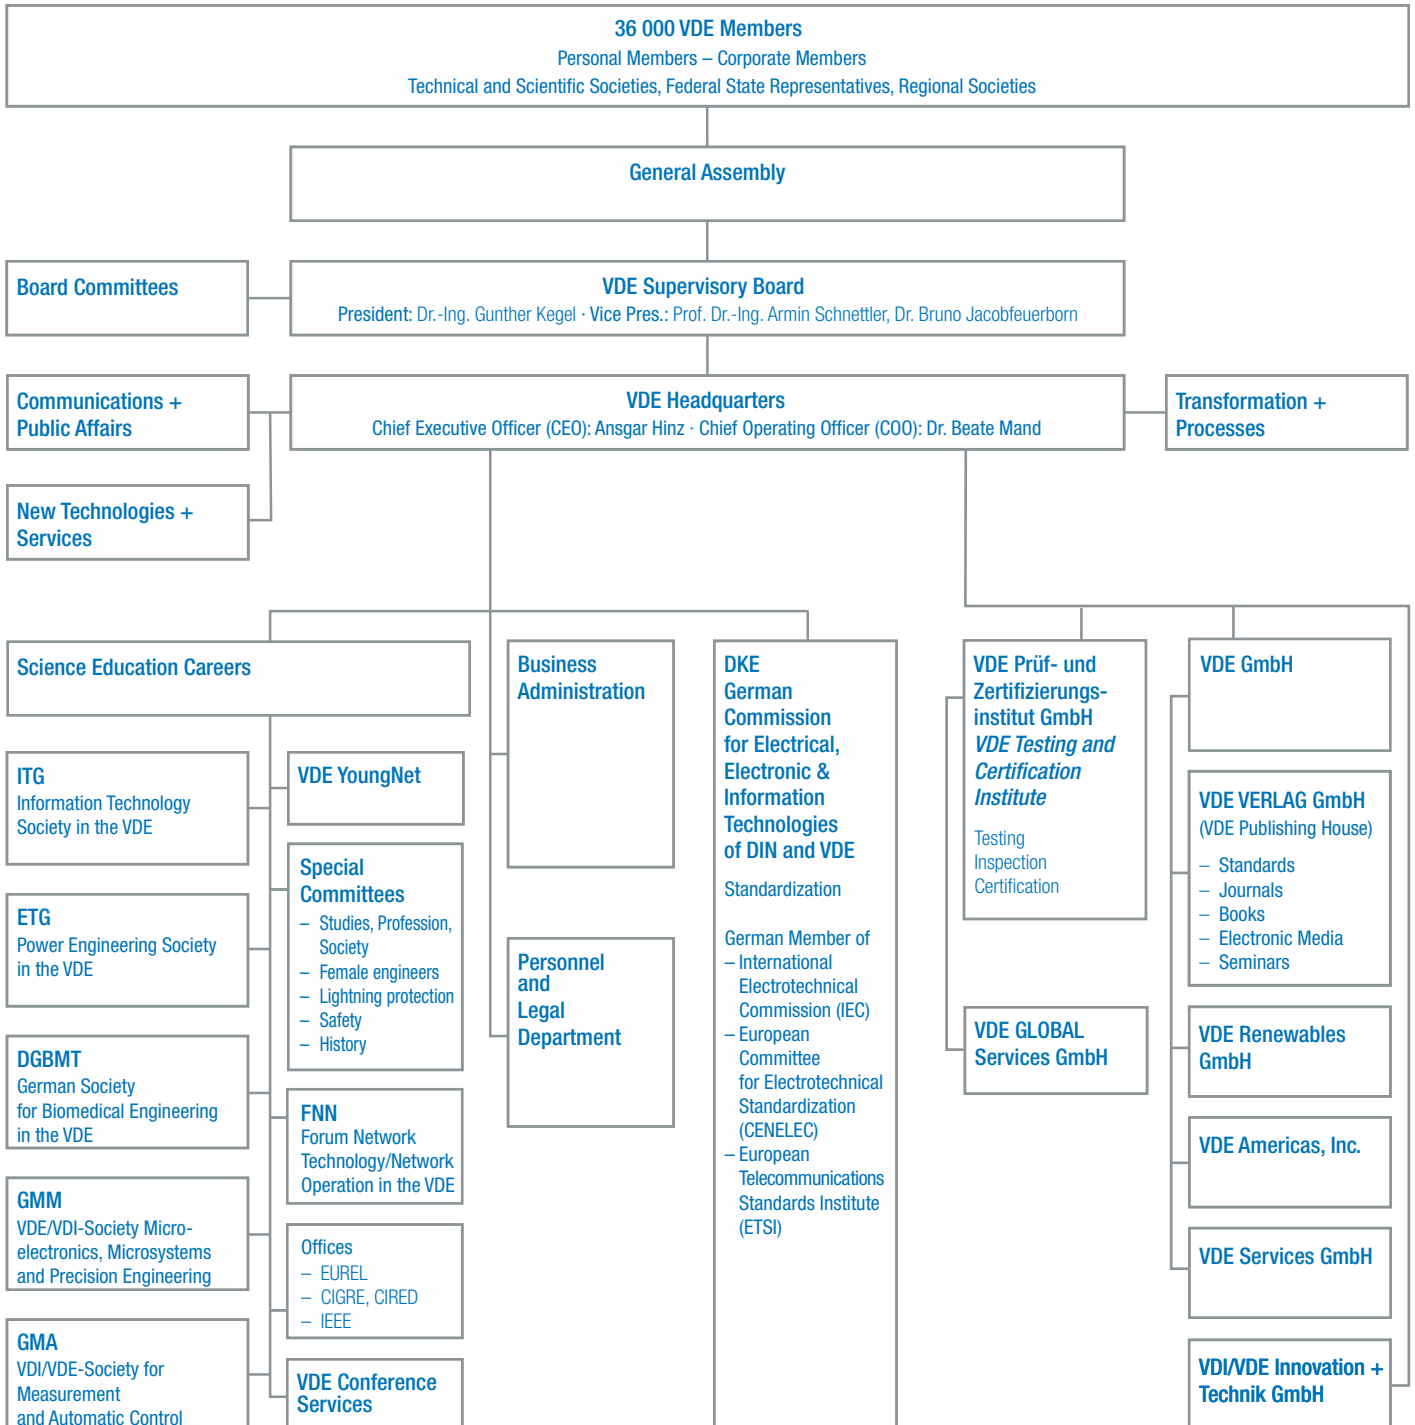 36 000 VDE Members
Personal Members – Corporate Members
Technical and Scientific Societies, Federal State Representatives, Regional Societies
General Assembly
Board Committees
VDE Supervisory Board
President: Dr.-Ing. Gunther Kegel · Vice Pres.: Prof. Dr.-Ing. Armin Schnettler, Dr. Bruno Jacobfeuerborn
Communications +
Public Affairs
VDE Headquarters
Chief Executive Officer (CEO): Ansgar Hinz · Chief Operating Officer (COO): Dr. Beate Mand
Transformation +
Processes
New Technologies +
Services
Science Education Careers
ITG
Information Technology
Society in the VDE
ETG
Power Engineering Society
in the VDE
DGBMT
German Society
for Biomedical Engineering
in the VDE
GMM
VDE/VDI-Society Micro-
electronics, Microsystems
and Precision Engineering
GMA
VDI/VDE-Society for
Measurement
and Automatic Control
VDE YoungNet
Special
Committees
– Studies, Profession,
Society
– Female engineers
– Lightning protection
– Safety
– History
FNN
Forum Network
Technology/Network
Operation in the VDE
Offices
– EUREL
– CIGRE, CIRED
– IEEE
VDE Conference
Services
Business
Administration
Personnel
and
Legal
Department
DKE
German
Commission
for Electrical,
Electronic &
Information
Technologies
of DIN and VDE
Standardization
German Member of
– International
Electrotechnical
Commission (IEC)
– European
Committee
for Electrotechnical
Standardization
(CENELEC)
– European
Telecommunications
Standards Institute
(ETSI)
VDE Prüf- und
Zertifizierungs-
institut GmbH
VDE Testing and
Certification
Institute
Testing
Inspection
Certification
VDE GLOBAL
Services GmbH
VDE GmbH
VDE VERLAG GmbH
(VDE Publishing House)
– Standards
– Journals
– Books
– Electronic Media
– Seminars
VDE Renewables
GmbH
VDE Americas, Inc.
VDE Services GmbH
VDI/VDE Innovation +
Technik GmbH